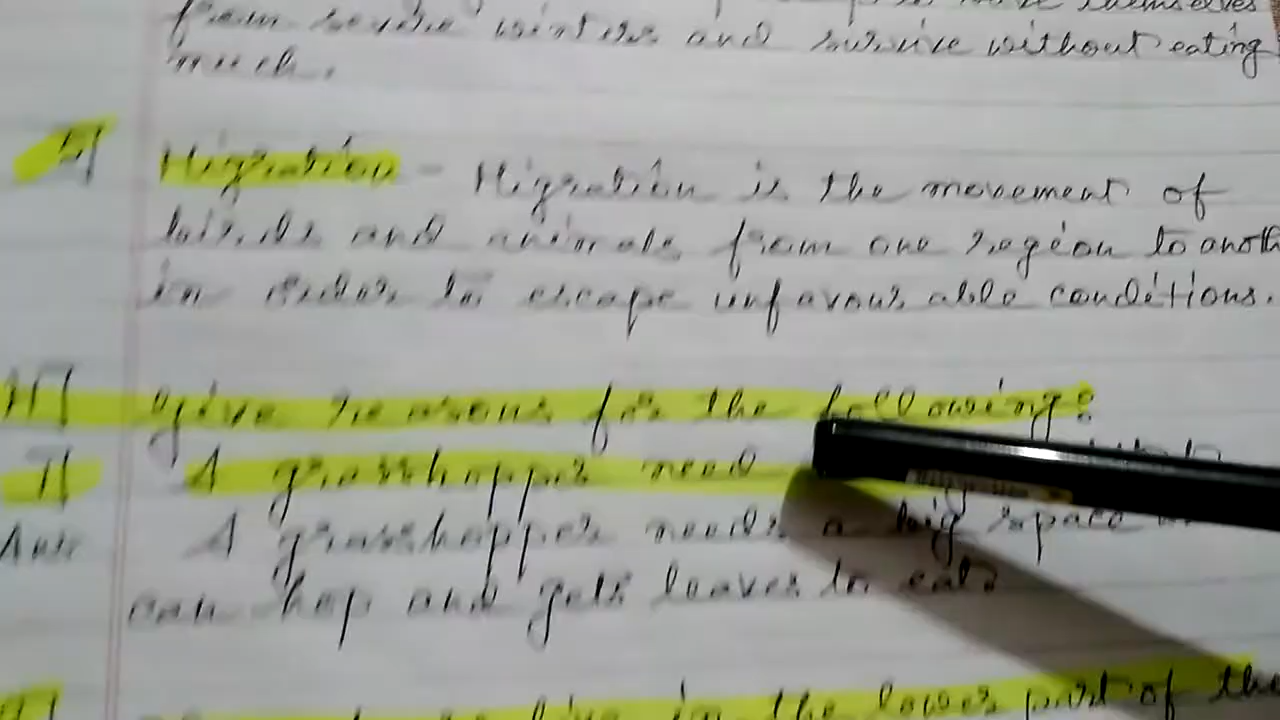 from severe winters and survive without eating
much.
Migration - Migration is the movement of
birds and animals from one region to anoth
in order to escape unfavourable conditions.
Give reasons for the following?
A grasshopper need
Ans A grasshopper needs a big space
can hop and gets leaves to eat.
live in the lower part of the